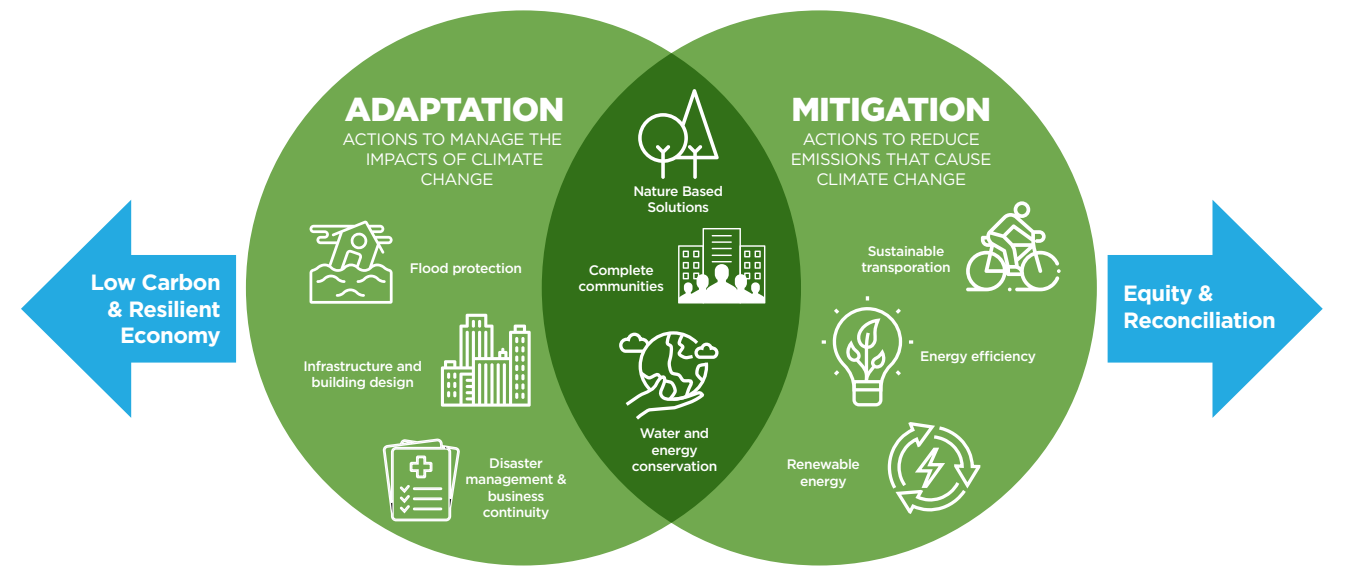 ADAPTATION
ACTIONS TO MANAGE THE
IMPACTS OF CLIMATE
CHANGE
Flood protection
Infrastructure and
building design
Disaster
management &
business
continuity
Nature Based
Solutions
Complete
communities
Water and
energy
conservation
MITIGATION
ACTIONS TO REDUCE
EMISSIONS THAT CAUSE
CLIMATE CHANGE
Sustainable
transporation
Energy efficiency
Renewable
energy
Low Carbon
& Resilient
Economy
Equity &
Reconciliation